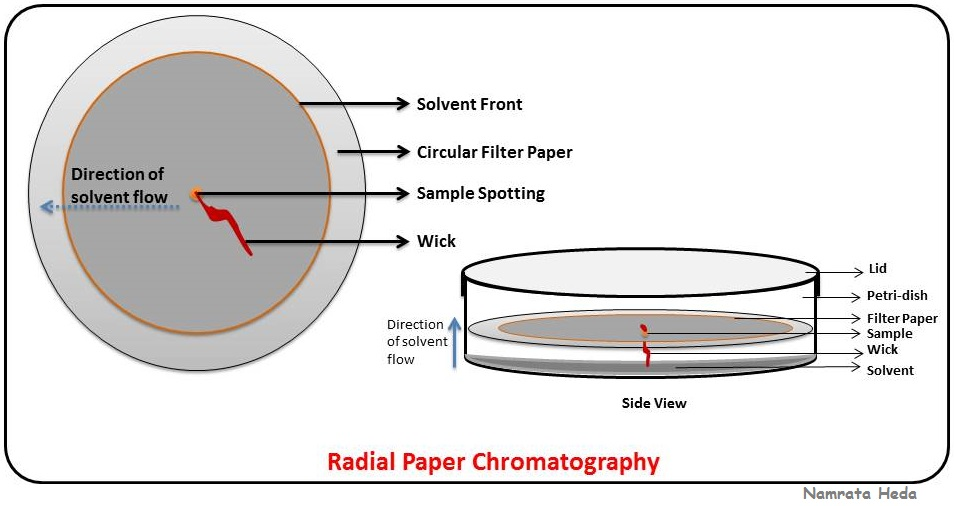 Solvent Front
Circular Filter Paper
Direction of
solvent flow
Sample Spotting
Wick
Lid
Petri-dish
Filter Paper
Direction
of solvent
flow
Sample
Wick
Solvent
Side View
Radial Paper Chromatography
Namrata Heda